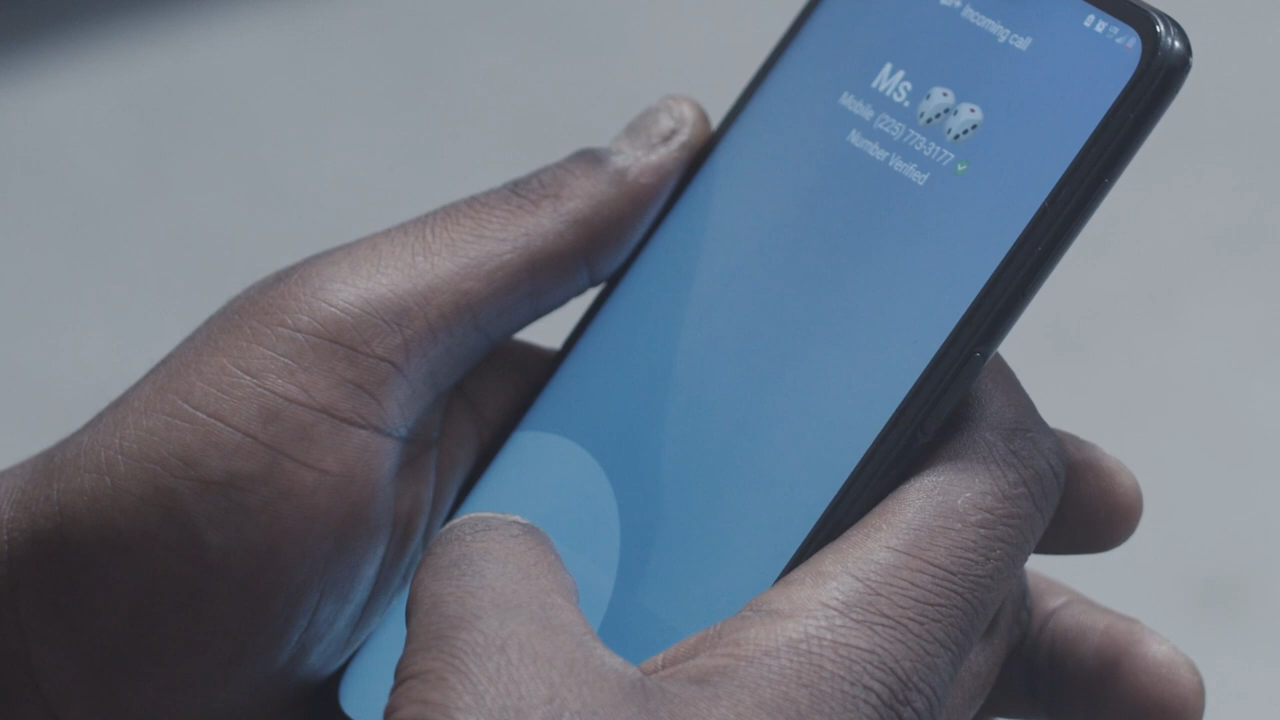 Incoming call
Ms. 🎲🎲
Mobile (225) 773-3177
Number Verified